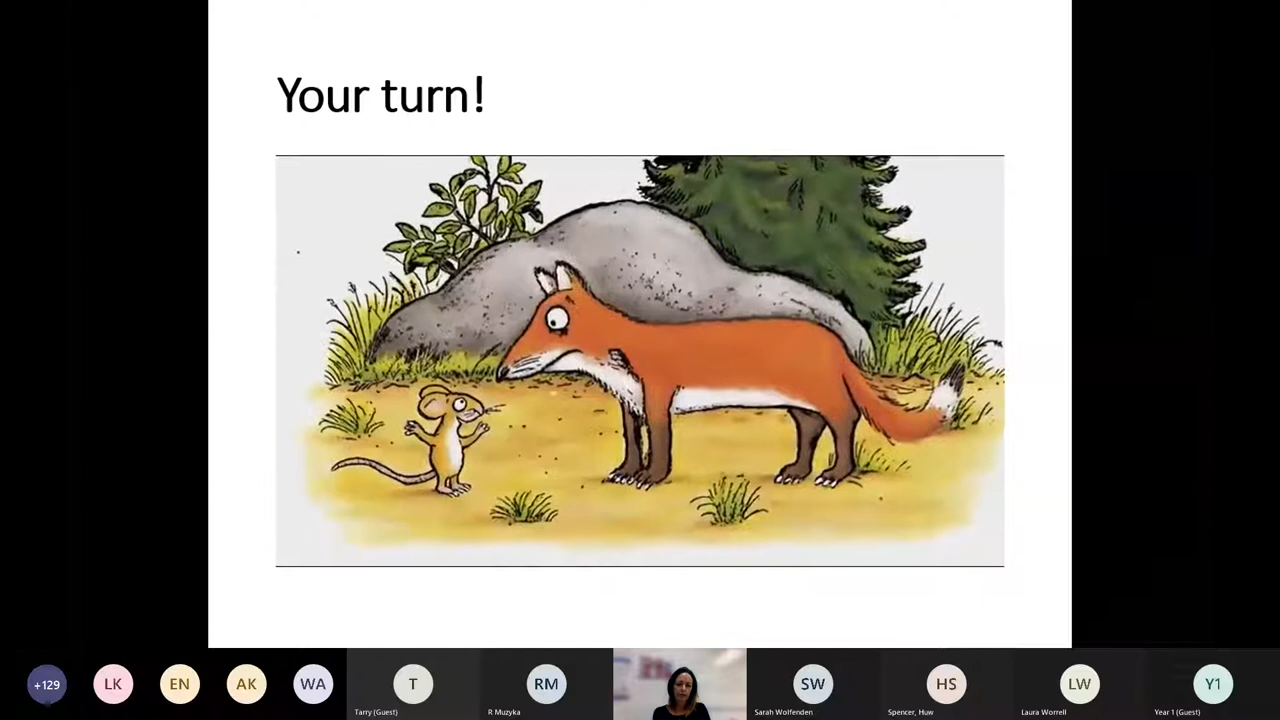 Your turn!
+129
LK
EN
AK
WA
T
RM
SW
HS
LW
Y1
Tarry (Guest)
R Muzyka
Sarah Wolfenden
Spencer, Huw
Laura Worrell
Year 1 (Guest)